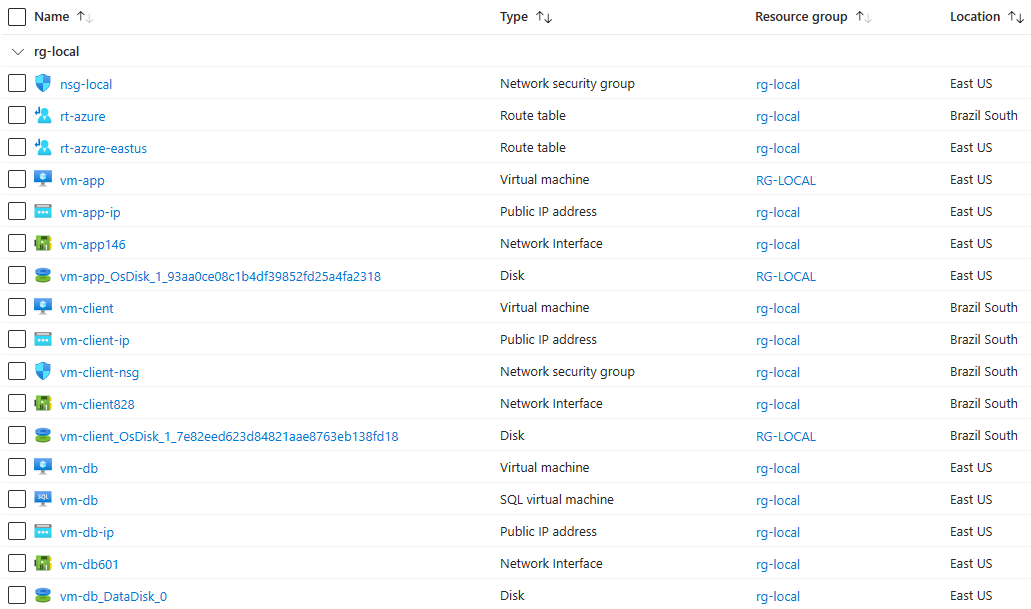 Name Type Resource group Location
rg-local
nsg-local Network security group rg-local East US
rt-azure Route table rg-local Brazil South
rt-azure-eastus Route table rg-local East US
vm-app Virtual machine RG-LOCAL East US
vm-app-ip Public IP address rg-local East US
vm-app146 Network Interface rg-local East US
vm-app_OsDisk_1_93aa0ce08c1b4df39852fd25a4fa2318 Disk RG-LOCAL East US
vm-client Virtual machine rg-local Brazil South
vm-client-ip Public IP address rg-local Brazil South
vm-client-nsg Network security group rg-local Brazil South
vm-client828 Network Interface rg-local Brazil South
vm-client_OsDisk_1_7e82eed623d84821aae8763eb138fd18 Disk RG-LOCAL Brazil South
vm-db Virtual machine rg-local East US
SQL vm-db SQL virtual machine rg-local East US
vm-db-ip Public IP address rg-local East US
vm-db601 Network Interface rg-local East US
vm-db_DataDisk_0 Disk rg-local East US